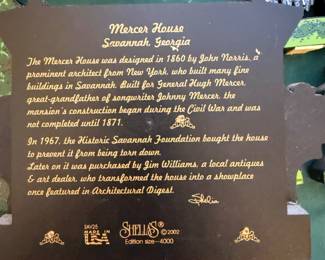 Mercer House
Savannah, Georgia
The Mercer House was designed in 1860 by John Norris, a
prominent architect from New York, who built many fine
buildings in Savannah. Built for General Hugh Mercer,
great-grandfather of songwriter Johnny Mercer, the
mansion's construction began during the Civil War and was
not completed until 1871.
In 1967, the Historic Savannah Foundation bought the house
to prevent it from being torn down.
Later on it was purchased by Jim Williams, a local antiques
& art dealer, who transformed the house into a showplace
once featured in Architectural Digest.
Shelia
SAV25
MADE IN
USA
SHELIA'S © 2002
Edition size-4000